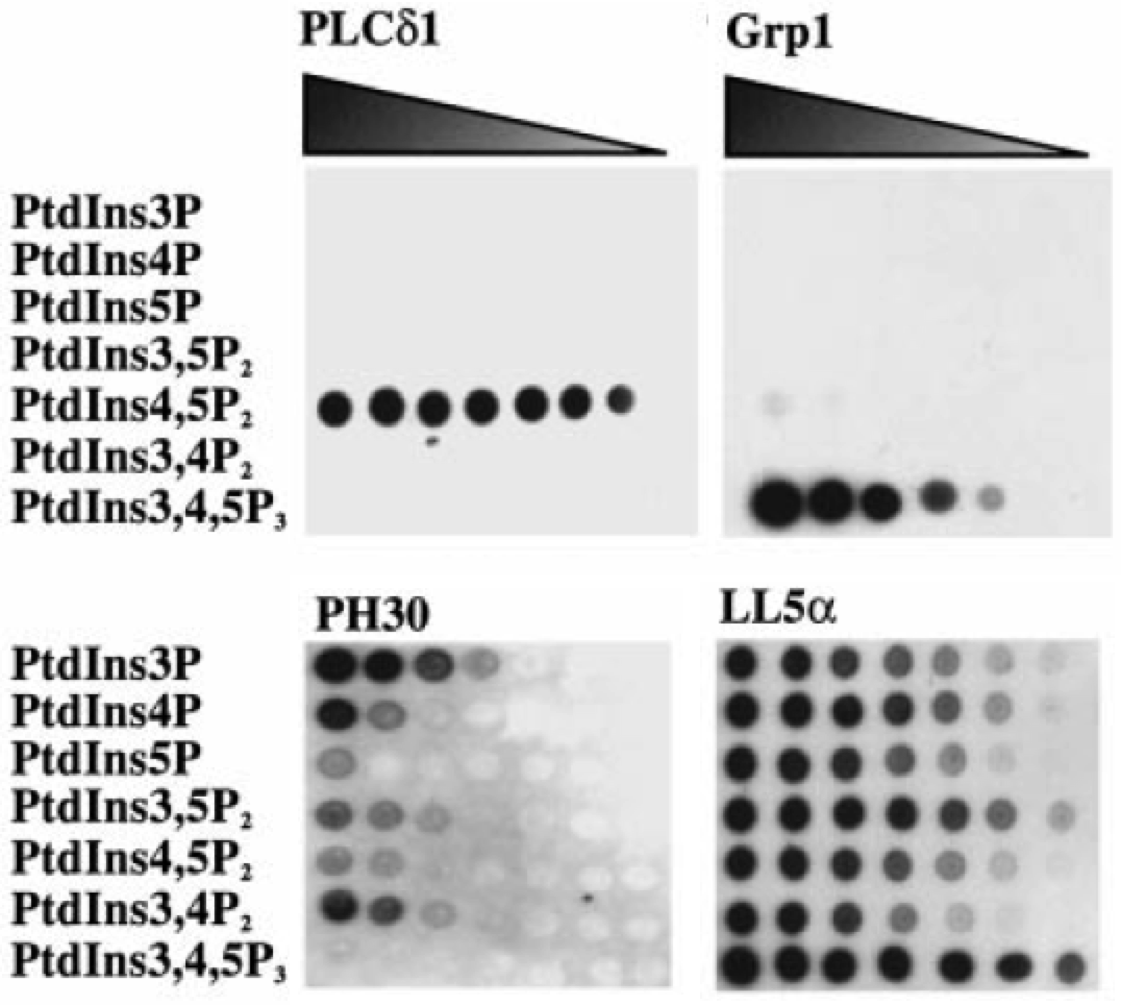 PLCδ1 Grp1
PtdIns3P
PtdIns4P
PtdIns5P
PtdIns3,5P₂
PtdIns4,5P₂
PtdIns3,4P₂
PtdIns3,4,5P₃
PH30 LL5α
PtdIns3P
PtdIns4P
PtdIns5P
PtdIns3,5P₂
PtdIns4,5P₂
PtdIns3,4P₂
PtdIns3,4,5P₃